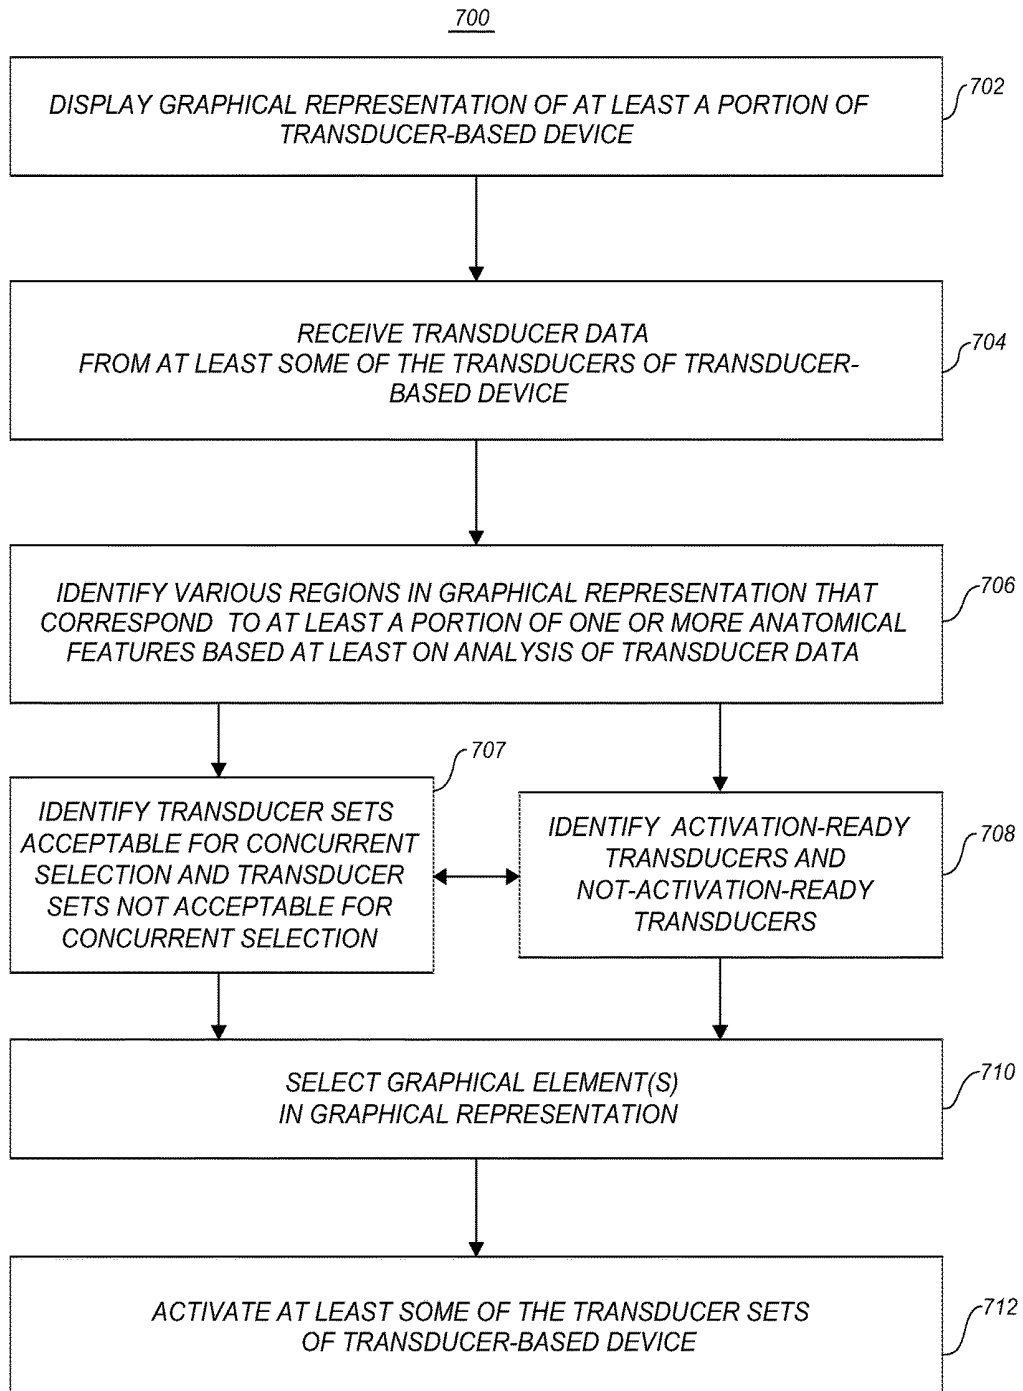 700
DISPLAY GRAPHICAL REPRESENTATION OF AT LEAST A PORTION OF
TRANSDUCER-BASED DEVICE
702
RECEIVE TRANSDUCER DATA
FROM AT LEAST SOME OF THE TRANSDUCERS OF TRANSDUCER-
BASED DEVICE
704
IDENTIFY VARIOUS REGIONS IN GRAPHICAL REPRESENTATION THAT
CORRESPOND TO AT LEAST A PORTION OF ONE OR MORE ANATOMICAL
FEATURES BASED AT LEAST ON ANALYSIS OF TRANSDUCER DATA
706
707
IDENTIFY TRANSDUCER SETS
ACCEPTABLE FOR CONCURRENT
SELECTION AND TRANSDUCER
SETS NOT ACCEPTABLE FOR
CONCURRENT SELECTION
IDENTIFY ACTIVATION-READY
TRANSDUCERS AND
NOT-ACTIVATION-READY
TRANSDUCERS
708
SELECT GRAPHICAL ELEMENT(S)
IN GRAPHICAL REPRESENTATION
710
ACTIVATE AT LEAST SOME OF THE TRANSDUCER SETS
OF TRANSDUCER-BASED DEVICE
712